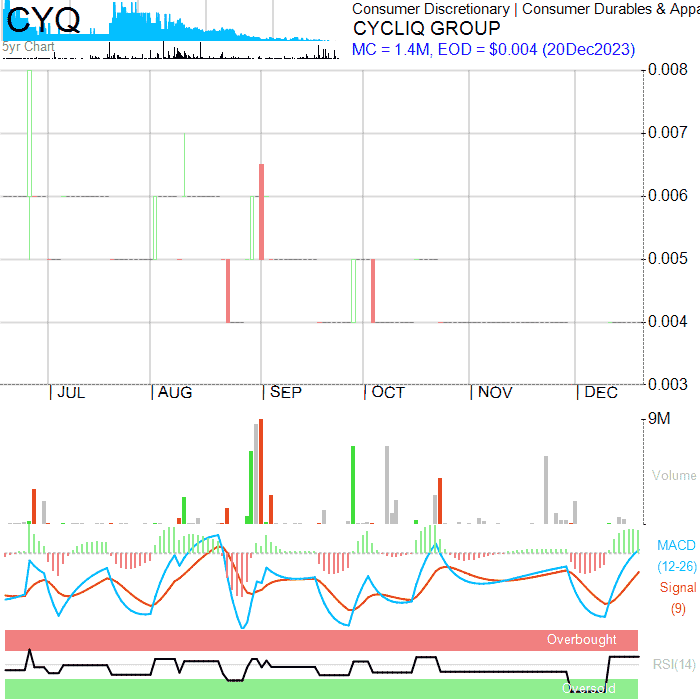 CYQ
5yr Chart
Consumer Discretionary | Consumer Durables & Appa
CYCLIQ GROUP
MC = 1.4M, EOD = $0.004 (20Dec2023)
0.008
0.007
0.006
0.005
0.004
0.003
JUL AUG SEP OCT NOV DEC
9M
Volume
MACD
(12-26)
Signal
(9)
Overbought
RSI(14)
Oversold